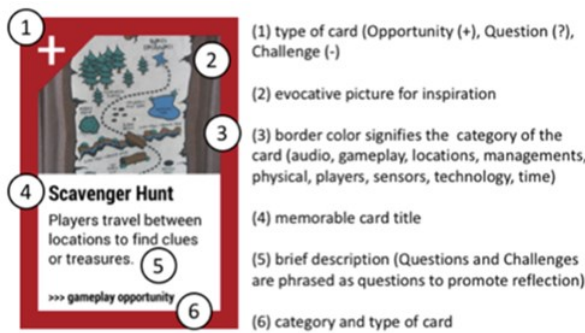 1
+
2
3
4
Scavenger Hunt
Players travel between
locations to find clues
or treasures.
5
>>> gameplay opportunity
6
(1) type of card (Opportunity (+), Question (?),
Challenge (-)
(2) evocative picture for inspiration
(3) border color signifies the category of the
card (audio, gameplay, locations, managements,
physical, players, sensors, technology, time)
(4) memorable card title
(5) brief description (Questions and Challenges
are phrased as questions to promote reflection)
(6) category and type of card